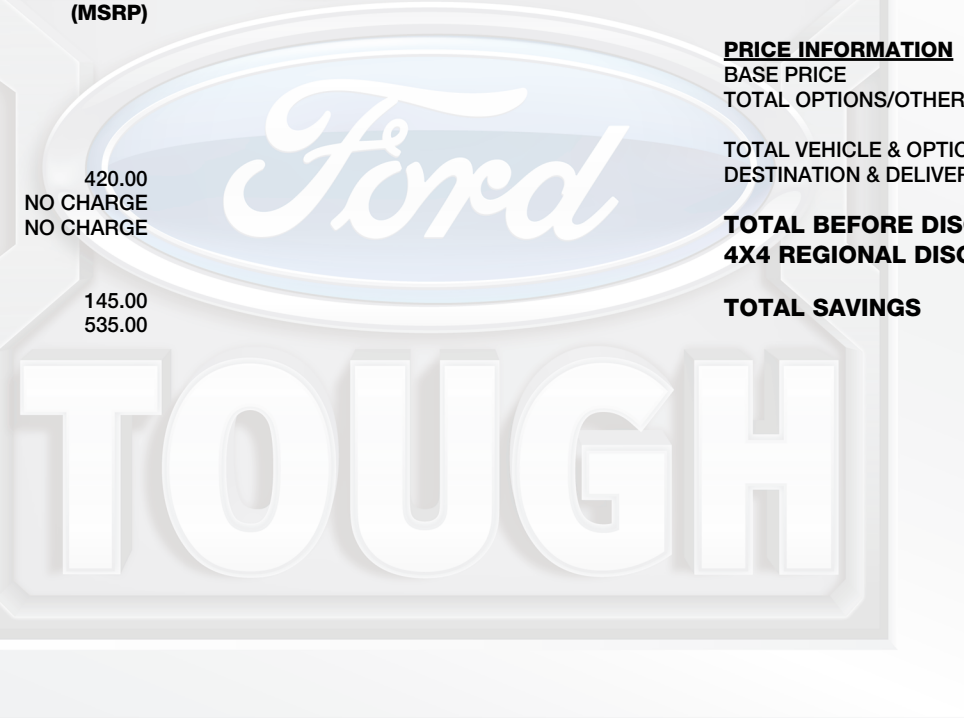 (MSRP)
420.00
NO CHARGE
NO CHARGE
145.00
535.00
PRICE INFORMATION
BASE PRICE
TOTAL OPTIONS/OTHER
TOTAL VEHICLE & OPTIO
DESTINATION & DELIVER
TOTAL BEFORE DISC
4X4 REGIONAL DISC
TOTAL SAVINGS
Ford
TOUGH